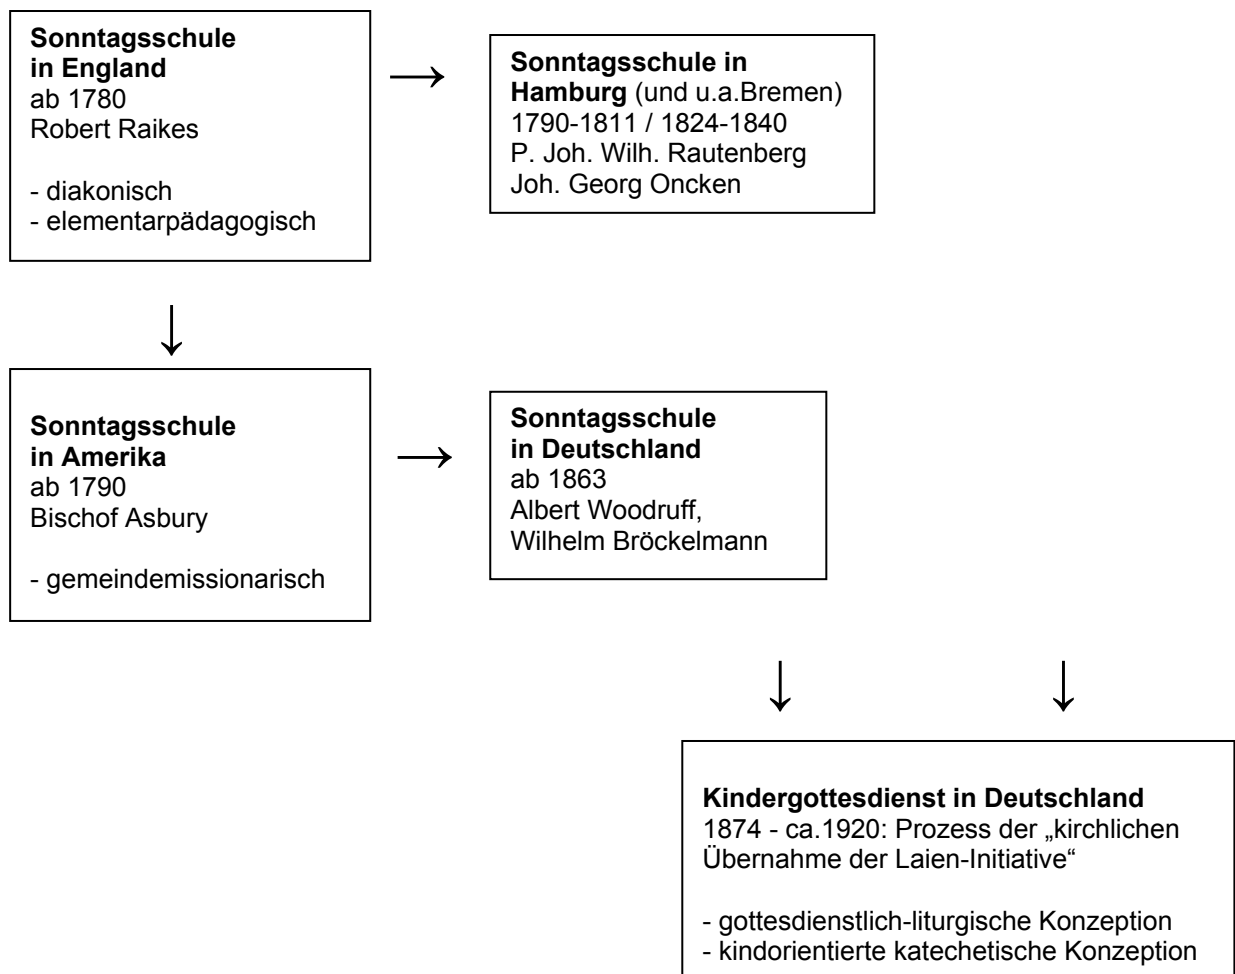 Sonntagsschule
in England
ab 1780
Robert Raikes
- diakonisch
- elementarpädagogisch
→
Sonntagsschule in
Hamburg (und u.a.Bremen)
1790-1811 / 1824-1840
P. Joh. Wilh. Rautenberg
Joh. Georg Oncken
↓
Sonntagsschule
in Amerika
ab 1790
Bischof Asbury
- gemeindemissionarisch
→
Sonntagsschule
in Deutschland
ab 1863
Albert Woodruff,
Wilhelm Bröckelmann
↓ ↓
Kindergottesdienst in Deutschland
1874 - ca.1920: Prozess der „kirchlichen
Übernahme der Laien-Initiative“
- gottesdienstlich-liturgische Konzeption
- kindorientierte katechetische Konzeption